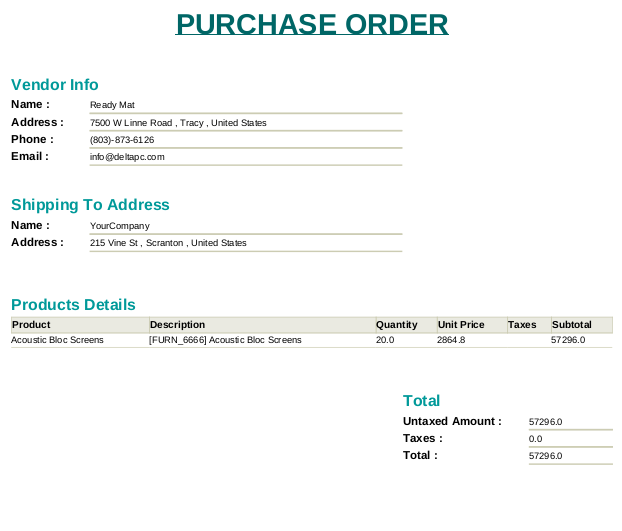 PURCHASE ORDER
Vendor Info
Name : Ready Mat
Address : 7500 W Linne Road , Tracy , United States
Phone : (803)-873-6126
Email : info@deltapc.com
Shipping To Address
Name : YourCompany
Address : 215 Vine St , Scranton , United States
Products Details
Product Description Quantity Unit Price Taxes Subtotal
Acoustic Bloc Screens [FURN_6666] Acoustic Bloc Screens 20.0 2864.8 57296.0
Total
Untaxed Amount : 57296.0
Taxes : 0.0
Total : 57296.0